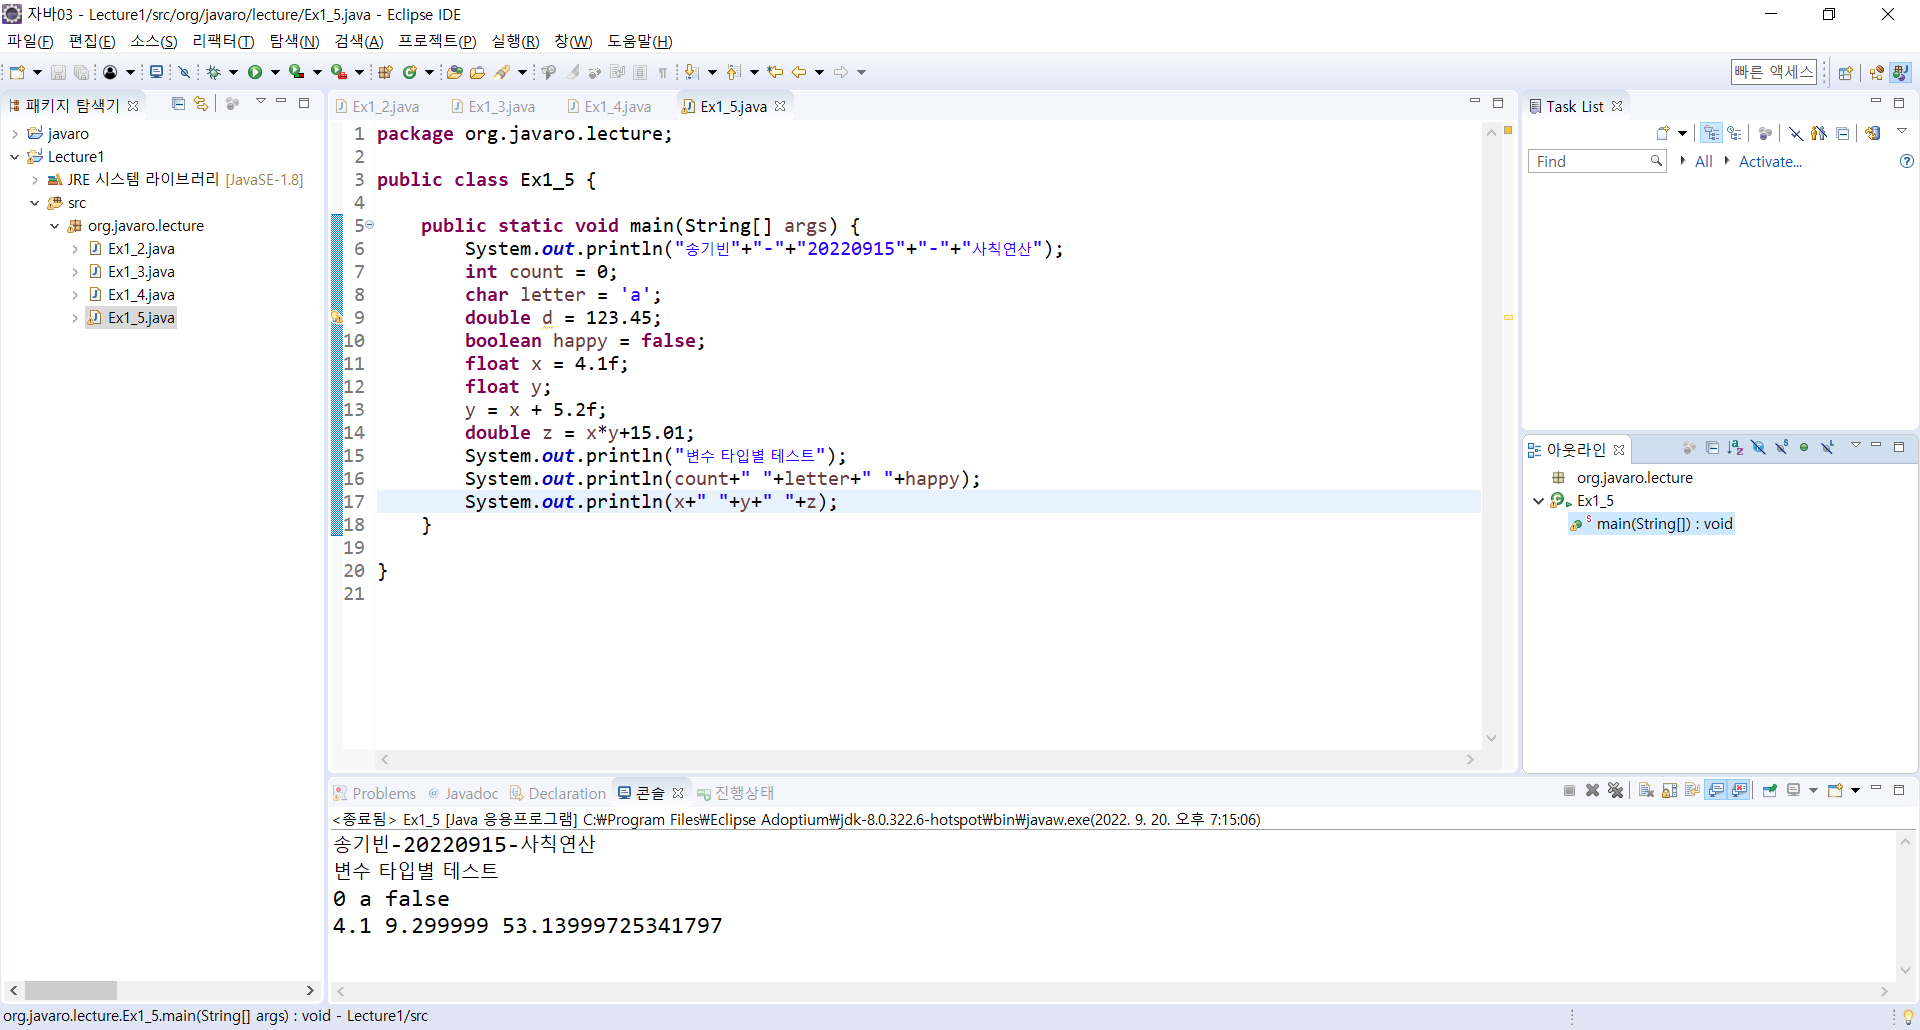 자바03 - Lecture1/src/org/javaro/lecture/Ex1_5.java - Eclipse IDE
파일(F) 편집(E) 소스(S) 리팩터(T) 탐색(N) 검색(A) 프로젝트(P) 실행(R) 창(W) 도움말(H)
빠른 액세스
패키지 탐색기
javaro
Lecture1
JRE 시스템 라이브러리 [JavaSE-1.8]
src
org.javaro.lecture
Ex1_2.java
Ex1_3.java
Ex1_4.java
Ex1_5.java
Ex1_2.java Ex1_3.java Ex1_4.java Ex1_5.java
1 package org.javaro.lecture;
2
3 public class Ex1_5 {
4
5 public static void main(String[] args) {
6 System.out.println("송기빈"+"-"+"20220915"+"-"+"사칙연산");
7 int count = 0;
8 char letter = 'a';
9 double d = 123.45;
10 boolean happy = false;
11 float x = 4.1f;
12 float y;
13 y = x + 5.2f;
14 double z = x*y+15.01;
15 System.out.println("변수 타입별 테스트");
16 System.out.println(count+" "+letter+" "+happy);
17 System.out.println(x+" "+y+" "+z);
18 }
19
20 }
21
Task List
Find All Activate...
아웃라인
org.javaro.lecture
Ex1_5
main(String[]) : void
Problems @ Javadoc Declaration 콘솔 진행상태
<종료됨> Ex1_5 [Java 응용프로그램] C:₩Program Files₩Eclipse Adoptium₩jdk-8.0.322.6-hotspot₩bin₩javaw.exe(2022. 9. 20. 오후 7:15:06)
송기빈-20220915-사칙연산
변수 타입별 테스트
0 a false
4.1 9.299999 53.13999725341797
org.javaro.lecture.Ex1_5.main(String[] args) : void - Lecture1/src